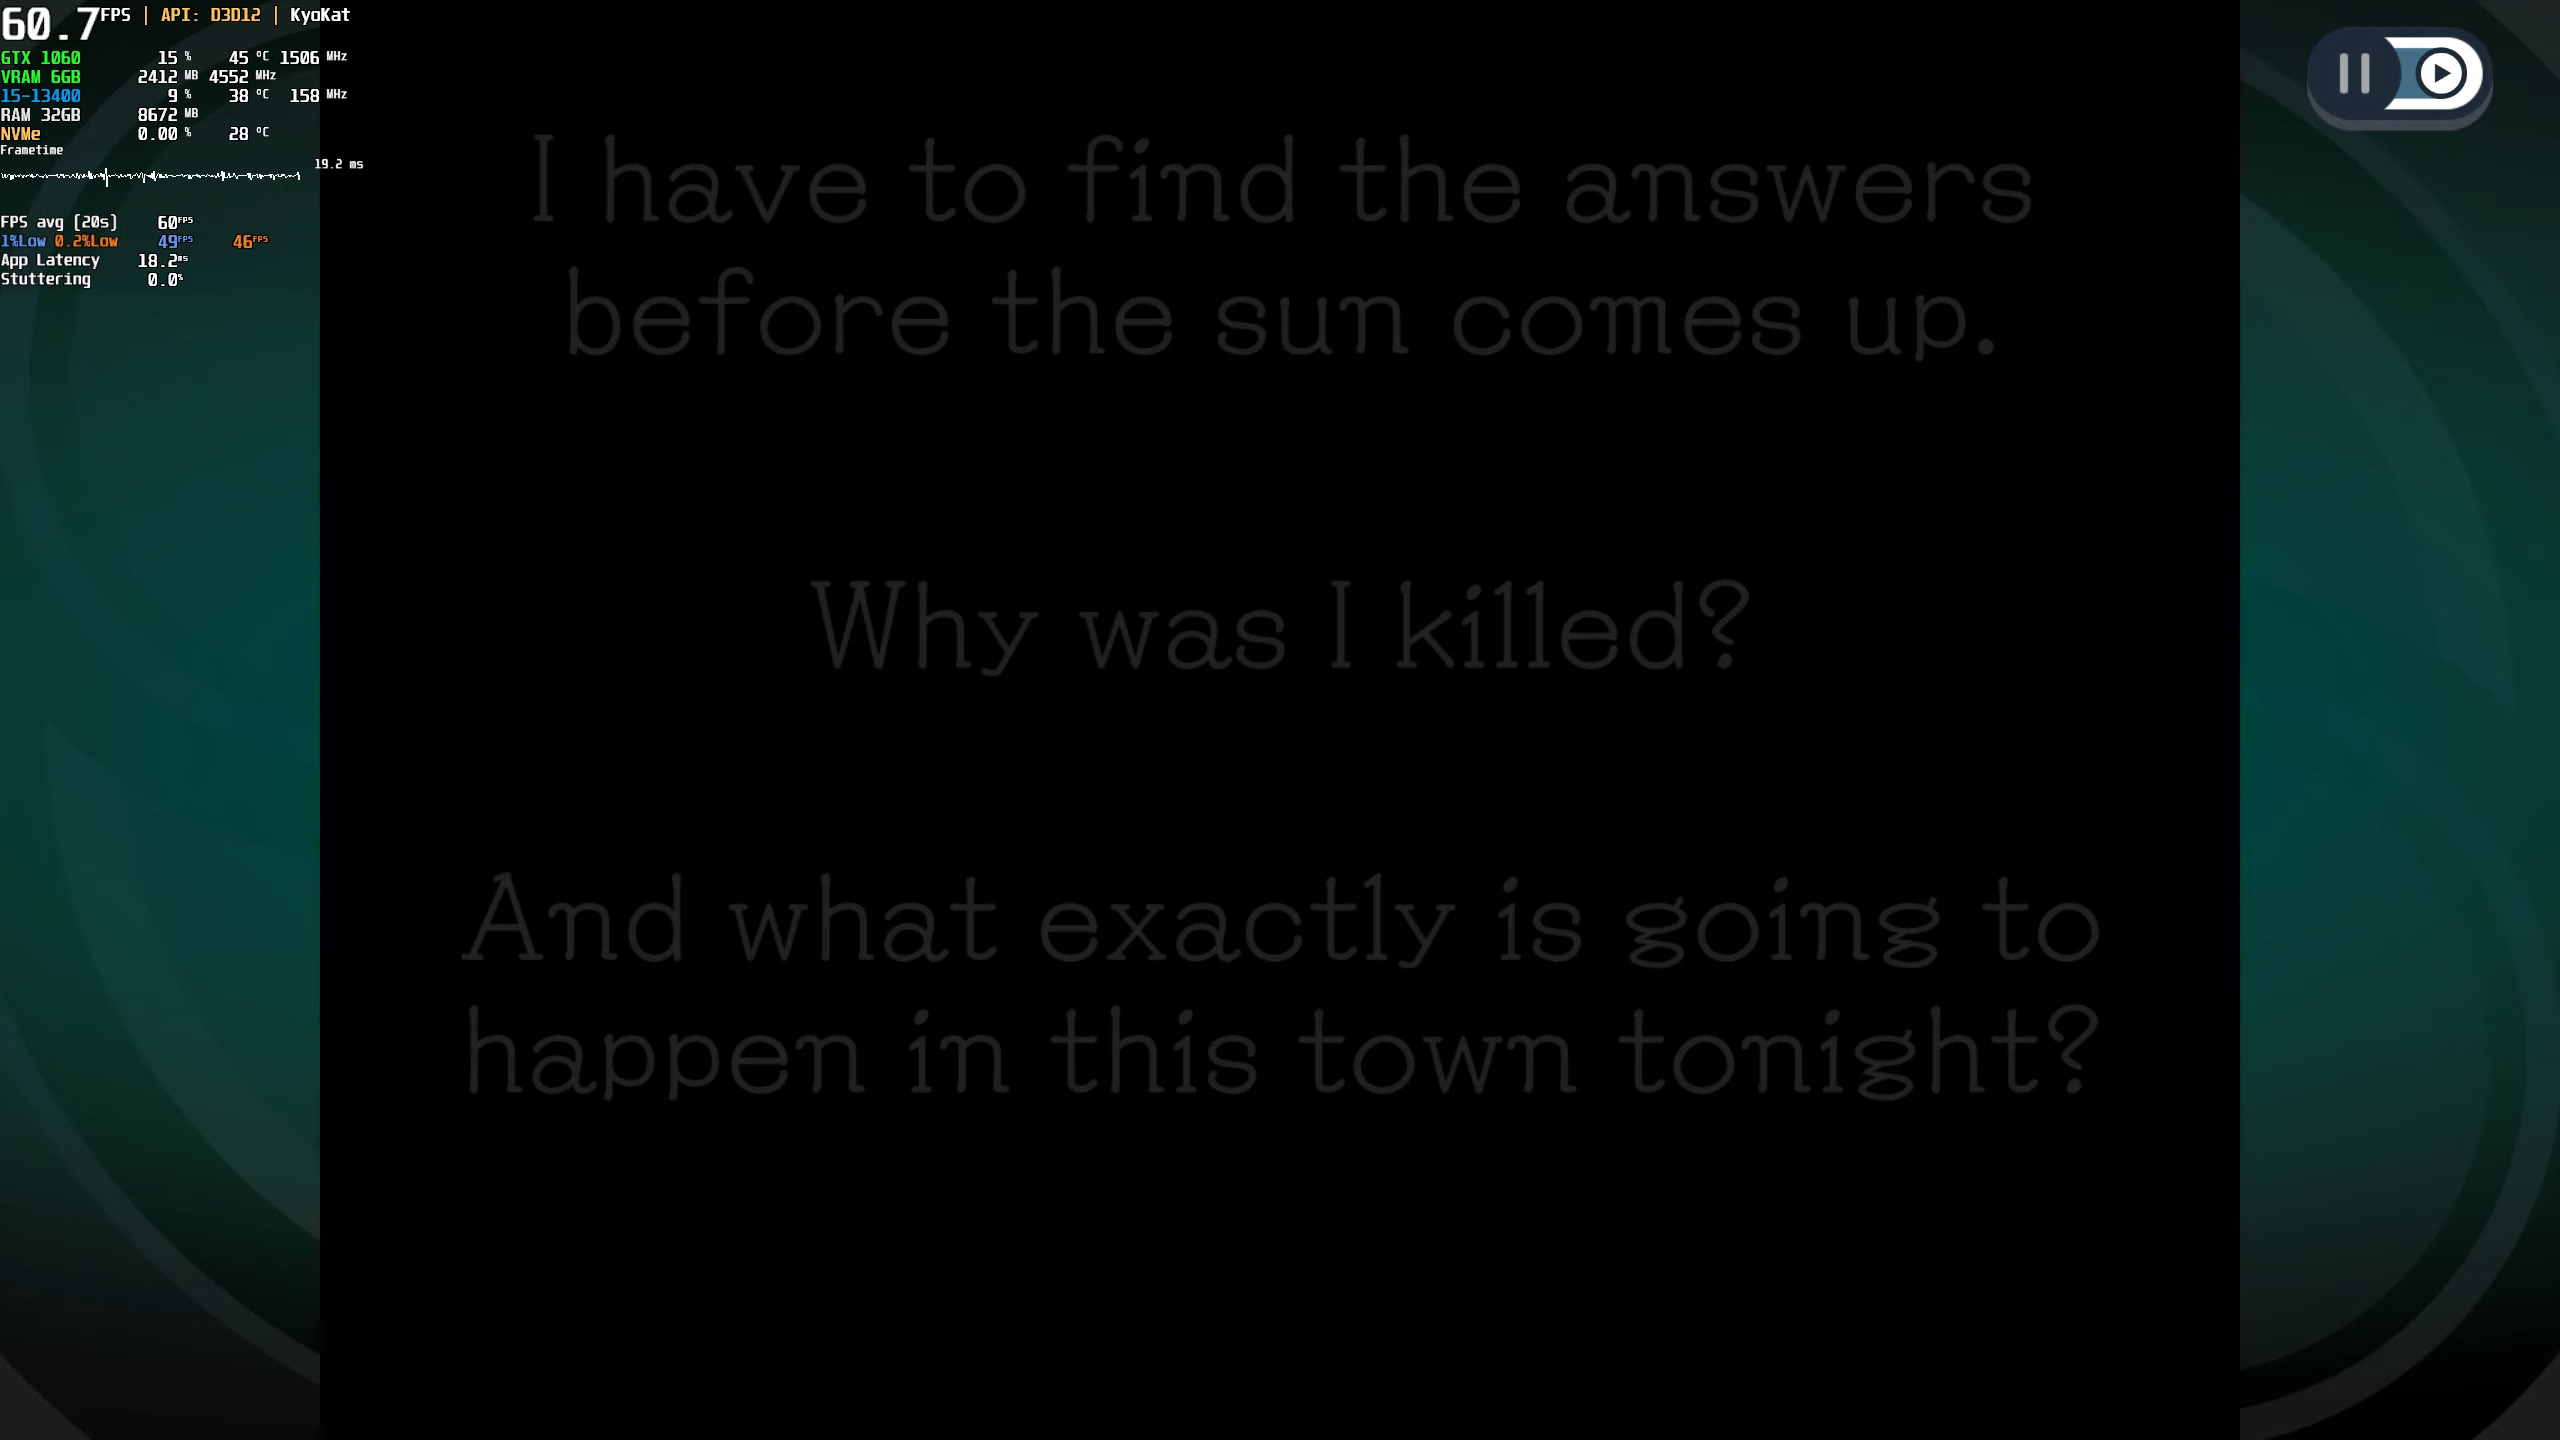 60.7FPS | API: D3D12 | KyoKat
GTX 1060 15 % 45 °C 1506 MHz
VRAM 6GB 2412 MB 4552 MHz
i5-13400 9 % 38 °C 158 MHz
RAM 32GB 8672 MB
NVMe 0.00 % 28 °C
Frametime
19.2 ms
FPS avg [20s] 60FPS
1%Low 0.2%Low 49FPS 46FPS
App Latency 18.2ms
Stuttering 0.0%
I have to find the answers
before the sun comes up.
Why was I killed?
And what exactly is going to
happen in this town tonight?